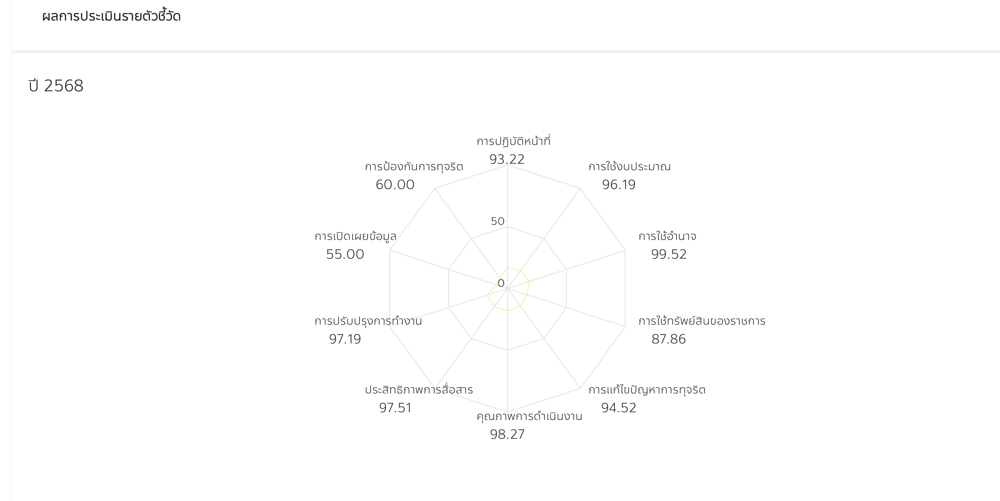 ผลการประเมินรายตัวชี้วัด
ปี 2568
การปฏิบัติหน้าที่
93.22
การป้องกันการทุจริต
60.00
การใช้งบประมาณ
96.19
50
การเปิดเผยข้อมูล
55.00
การใช้อำนาจ
99.52
0
การปรับปรุงการทำงาน
97.19
การใช้ทรัพย์สินของราชการ
87.86
ประสิทธิภาพการสื่อสาร
97.51
การแก้ไขปัญหาการทุจริต
94.52
คุณภาพการดำเนินงาน
98.27